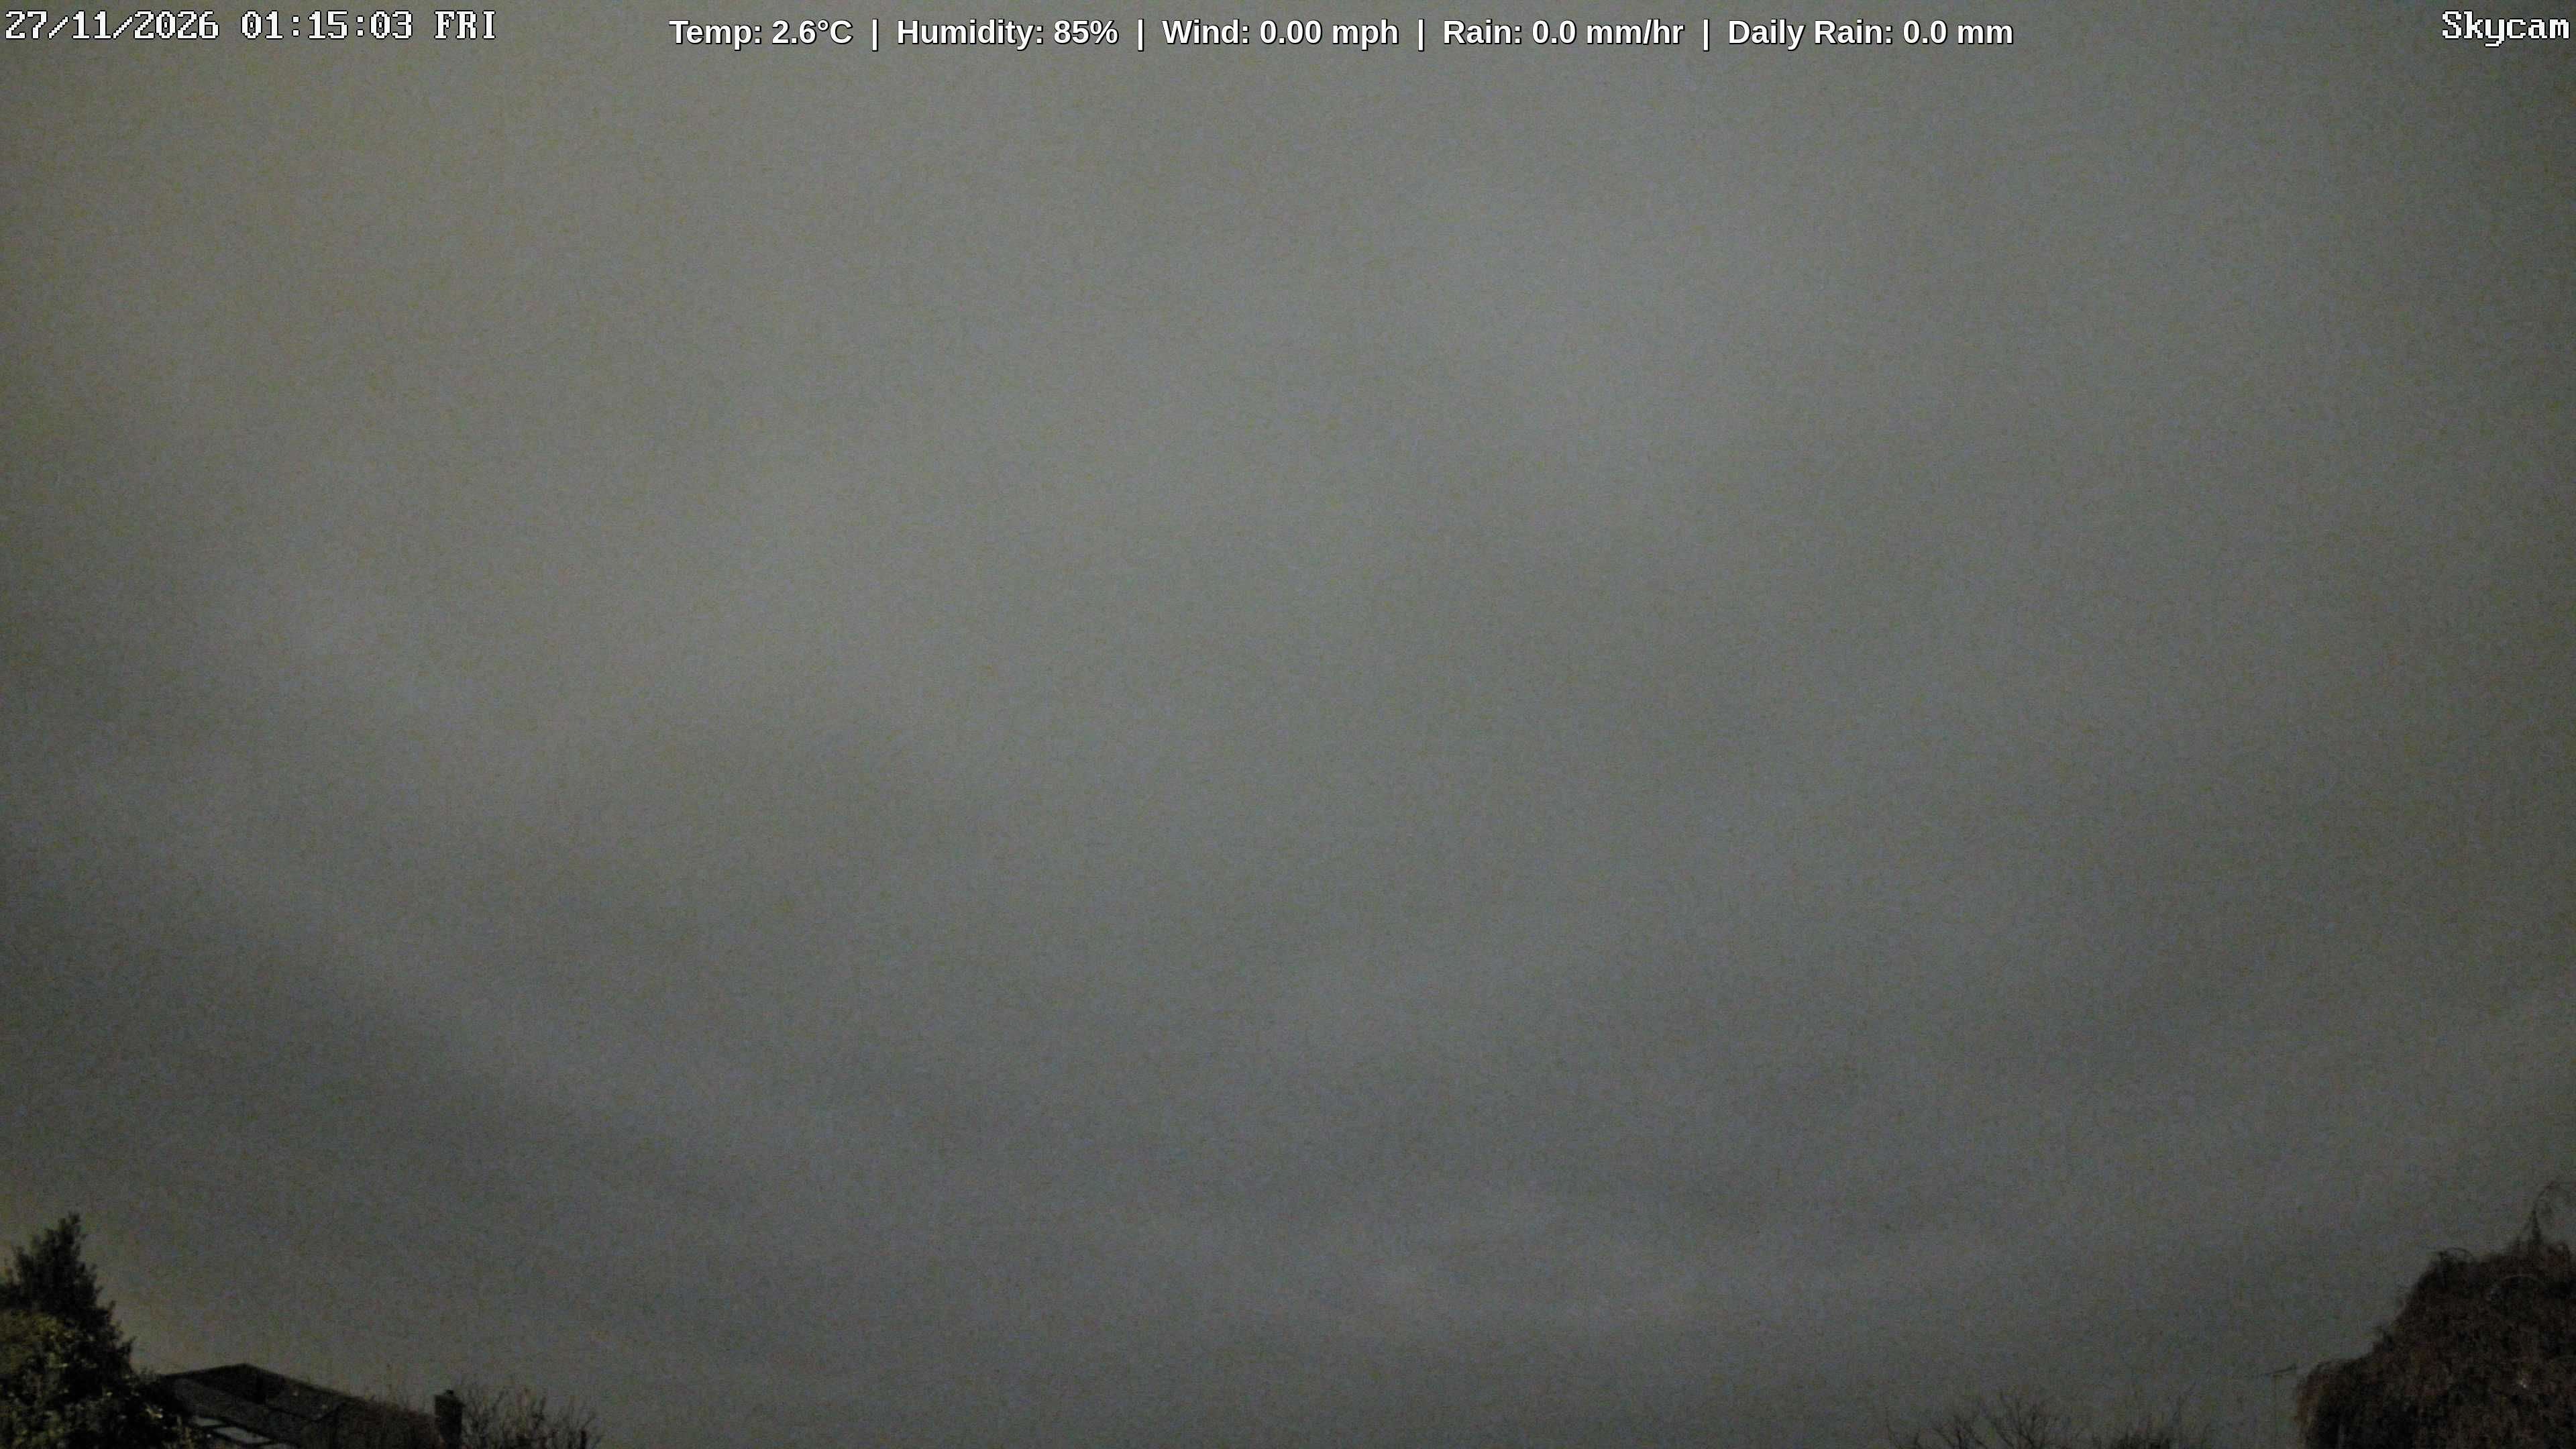 27/11/2026 01:15:03 FRI
Temp: 2.6°C | Humidity: 85% | Wind: 0.00 mph | Rain: 0.0 mm/hr | Daily Rain: 0.0 mm
Skycam